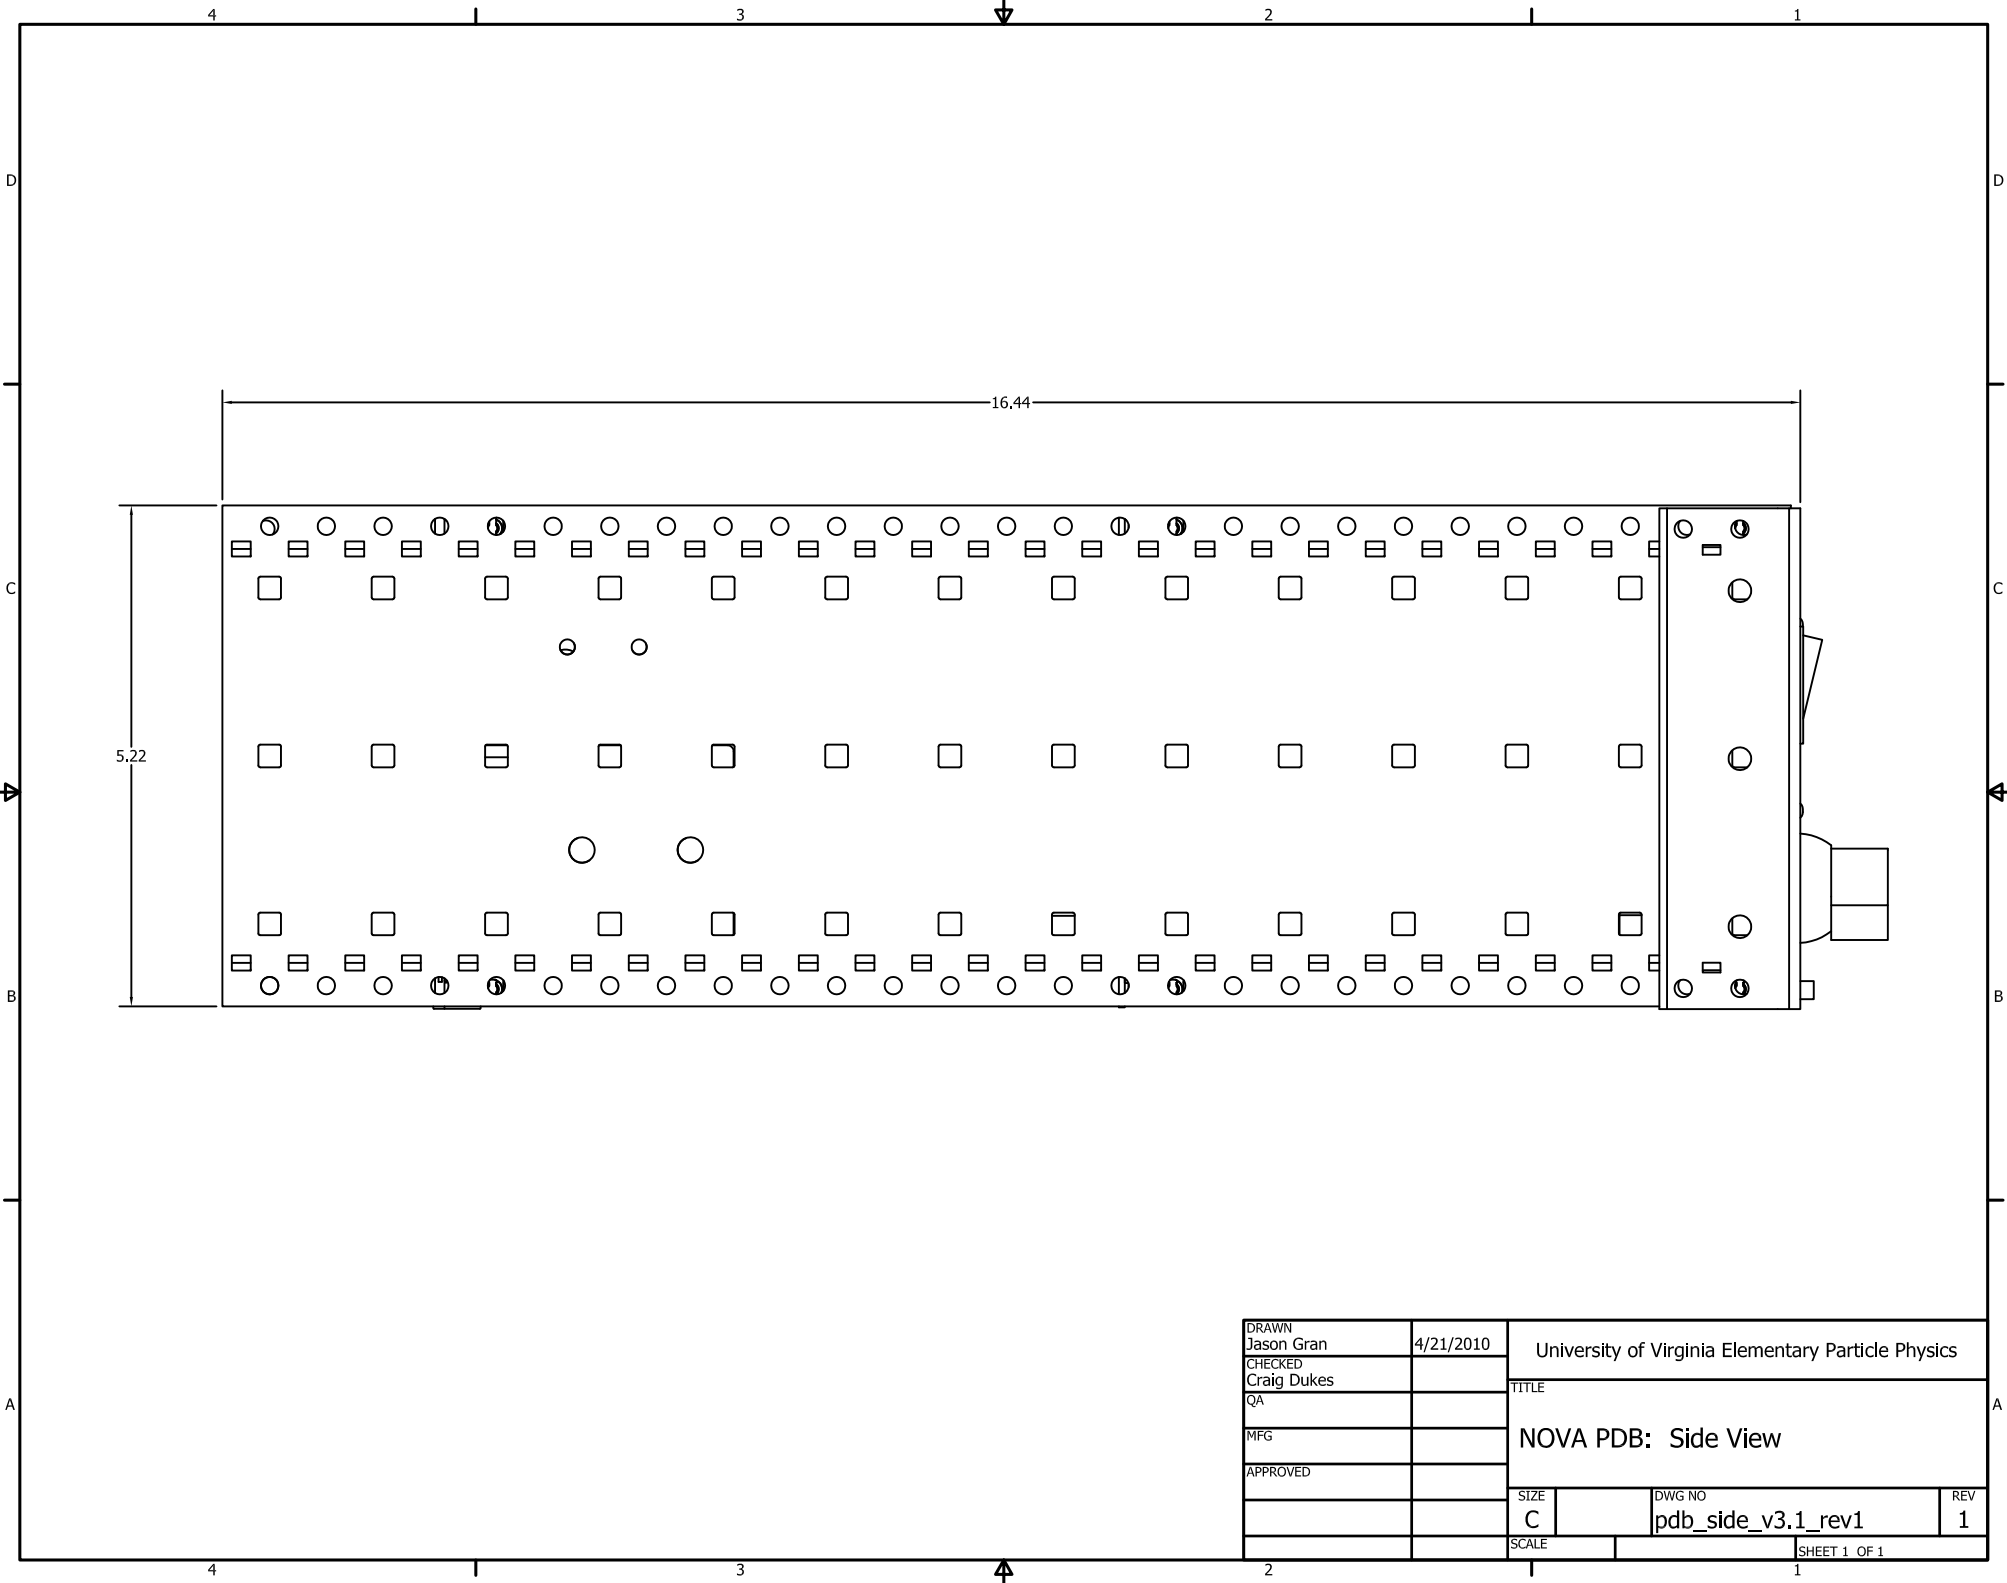 4 3 2 1
D D
16.44
C C
5.22
B B
DRAWN
Jason Gran 4/21/2010
University of Virginia Elementary Particle Physics
CHECKED
Craig Dukes
TITLE
QA
A A
MFG
NOVA PDB: Side View
APPROVED
SIZE DWG NO REV
C pdb_side_v3.1_rev1 1
SCALE
SHEET 1 OF 1
4 3 2 1